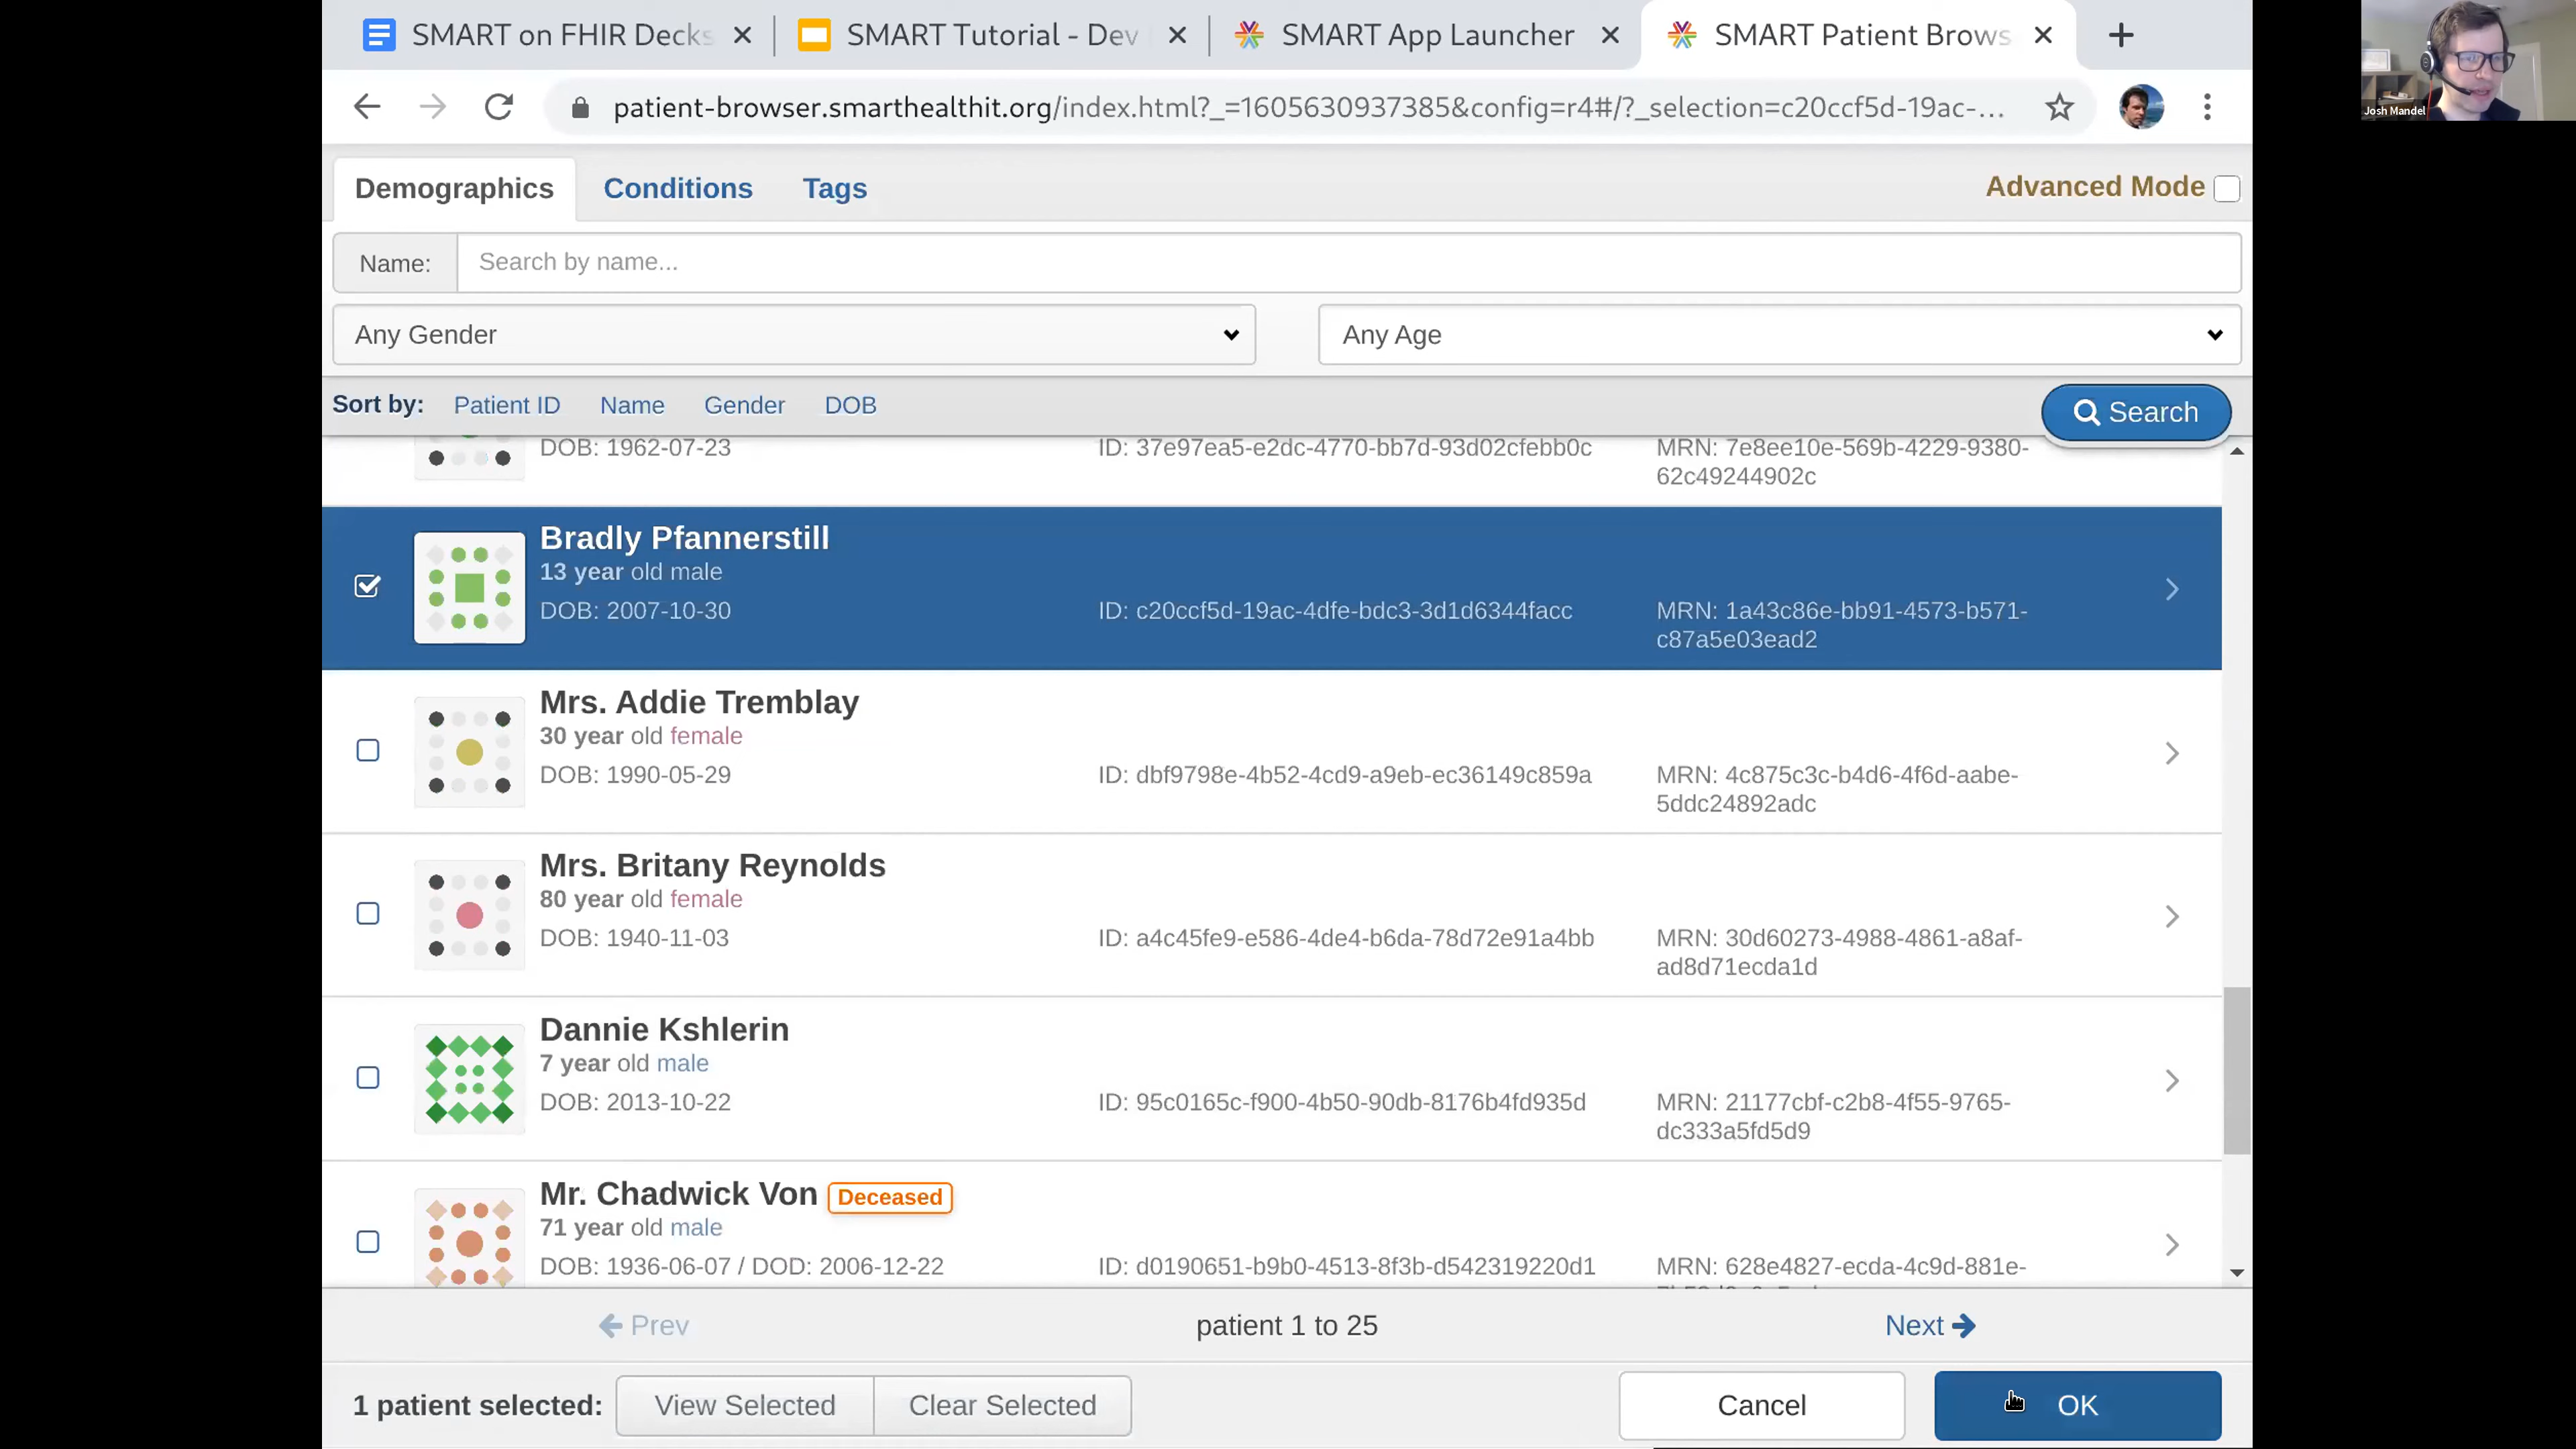 SMART on FHIR Decks
SMART Tutorial - Dev
SMART App Launcher
SMART Patient Brows
patient-browser.smarthealthit.org/index.html?_=1605630937385&config=r4#/?_selection=c20ccf5d-19ac-...
Josh Mandel
Demographics Conditions Tags Advanced Mode
Name: Search by name...
Any Gender Any Age
Sort by: Patient ID Name Gender DOB Search
DOB: 1962-07-23 ID: 37e97ea5-e2dc-4770-bb7d-93d02cfebb0c MRN: 7e8ee10e-569b-4229-9380-
62c49244902c
Bradly Pfannerstill
13 year old male
DOB: 2007-10-30 ID: c20ccf5d-19ac-4dfe-bdc3-3d1d6344facc MRN: 1a43c86e-bb91-4573-b571-
c87a5e03ead2
Mrs. Addie Tremblay
30 year old female
DOB: 1990-05-29 ID: dbf9798e-4b52-4cd9-a9eb-ec36149c859a MRN: 4c875c3c-b4d6-4f6d-aabe-
5ddc24892adc
Mrs. Britany Reynolds
80 year old female
DOB: 1940-11-03 ID: a4c45fe9-e586-4de4-b6da-78d72e91a4bb MRN: 30d60273-4988-4861-a8af-
ad8d71ecda1d
Dannie Kshlerin
7 year old male
DOB: 2013-10-22 ID: 95c0165c-f900-4b50-90db-8176b4fd935d MRN: 21177cbf-c2b8-4f55-9765-
dc333a5fd5d9
Mr. Chadwick Von Deceased
71 year old male
DOB: 1936-06-07 / DOD: 2006-12-22 ID: d0190651-b9b0-4513-8f3b-d542319220d1 MRN: 628e4827-ecda-4c9d-881e-
Prev patient 1 to 25 Next
1 patient selected: View Selected Clear Selected Cancel OK